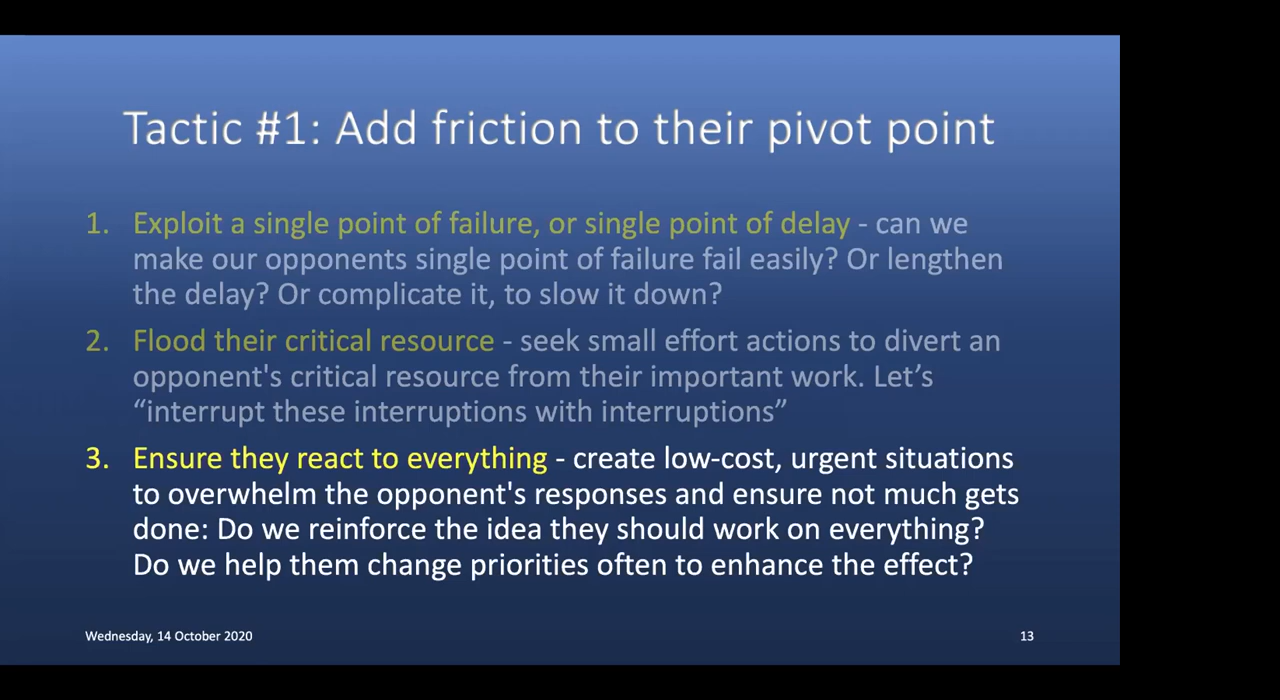 Tactic #1: Add friction to their pivot point
1. Exploit a single point of failure, or single point of delay - can we
make our opponents single point of failure fail easily? Or lengthen
the delay? Or complicate it, to slow it down?
2. Flood their critical resource - seek small effort actions to divert an
opponent's critical resource from their important work. Let’s
“interrupt these interruptions with interruptions”
3. Ensure they react to everything - create low-cost, urgent situations
to overwhelm the opponent's responses and ensure not much gets
done: Do we reinforce the idea they should work on everything?
Do we help them change priorities often to enhance the effect?
Wednesday, 14 October 2020
13